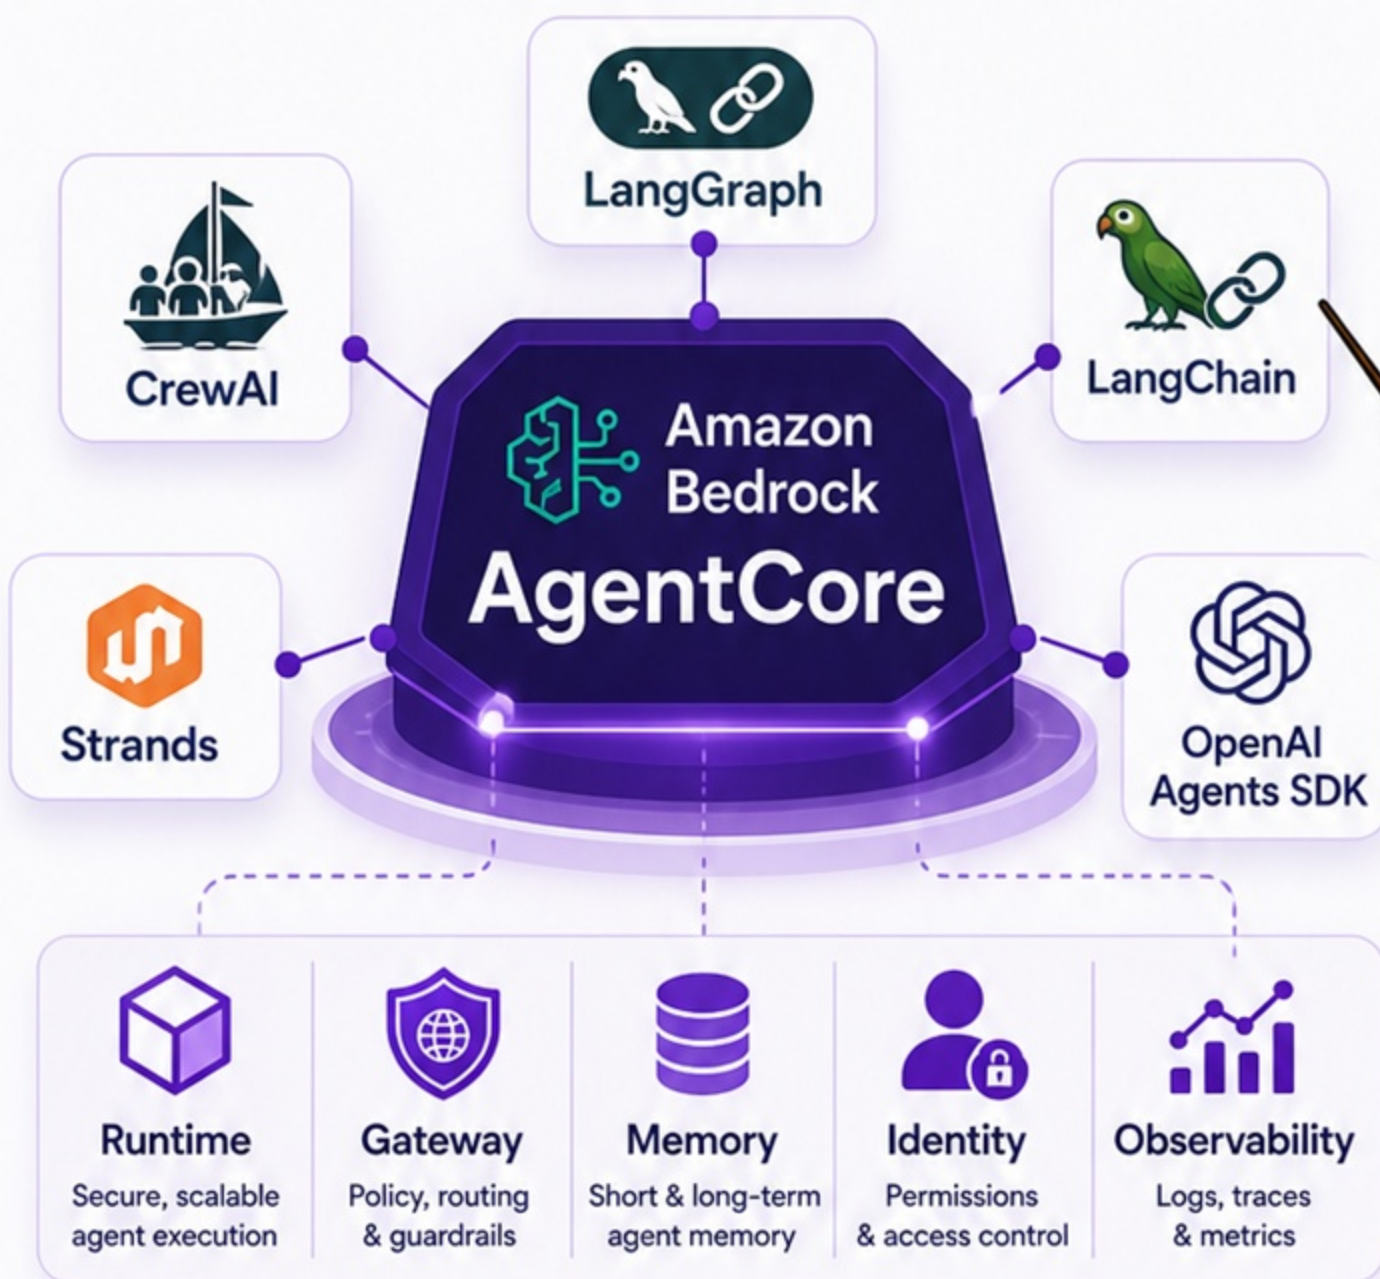 LangGraph
CrewAI
LangChain
Amazon
Bedrock
AgentCore
Strands
OpenAI
Agents SDK
Runtime
Secure, scalable
agent execution
Gateway
Policy, routing
& guardrails
Memory
Short & long-term
agent memory
Identity
Permissions
& access control
Observability
Logs, traces
& metrics